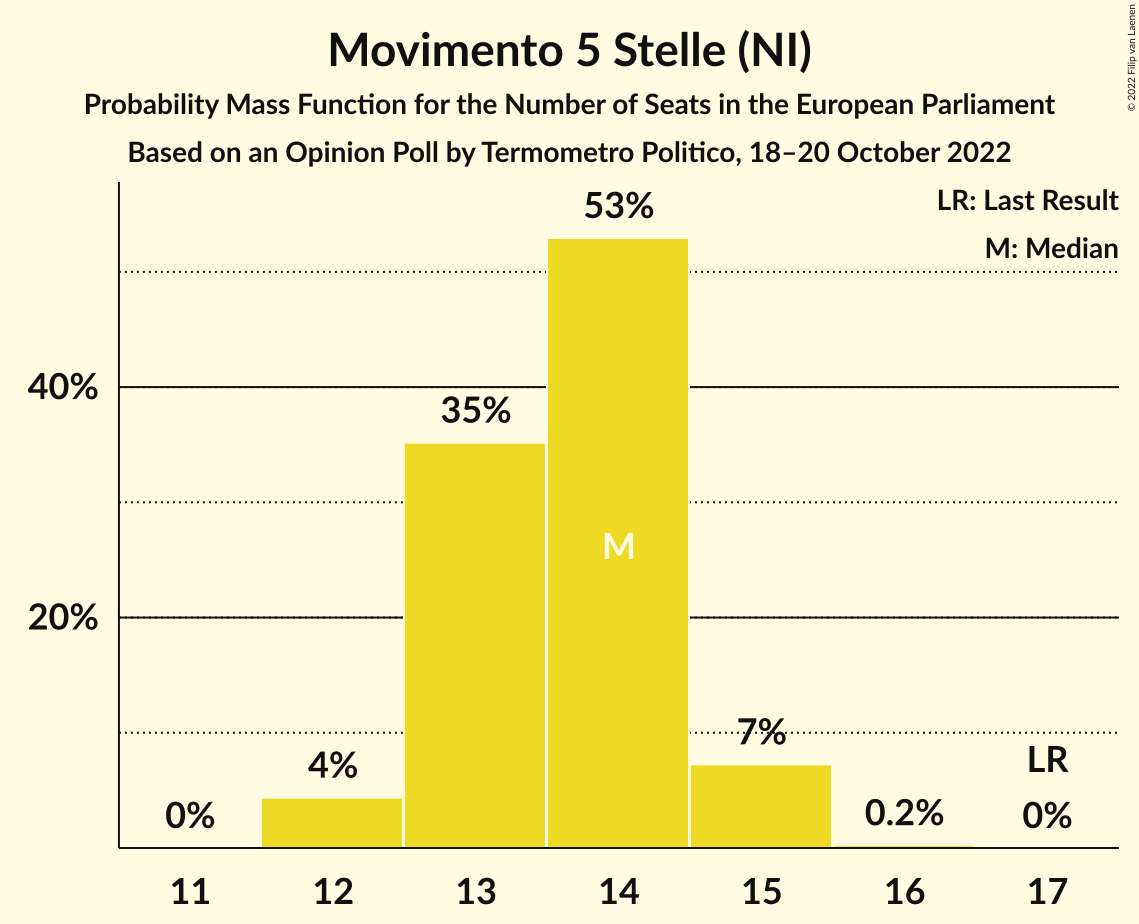 Movimento 5 Stelle (NI)
Probability Mass Function for the Number of Seats in the European Parliament
Based on an Opinion Poll by Termometro Politico, 18–20 October 2022
© 2022 Filip van Laenen
LR: Last Result
M: Median
53%
40%
35%
M
20%
7%
4%
LR
0%
0.2%
0%
11 12 13 14 15 16 17